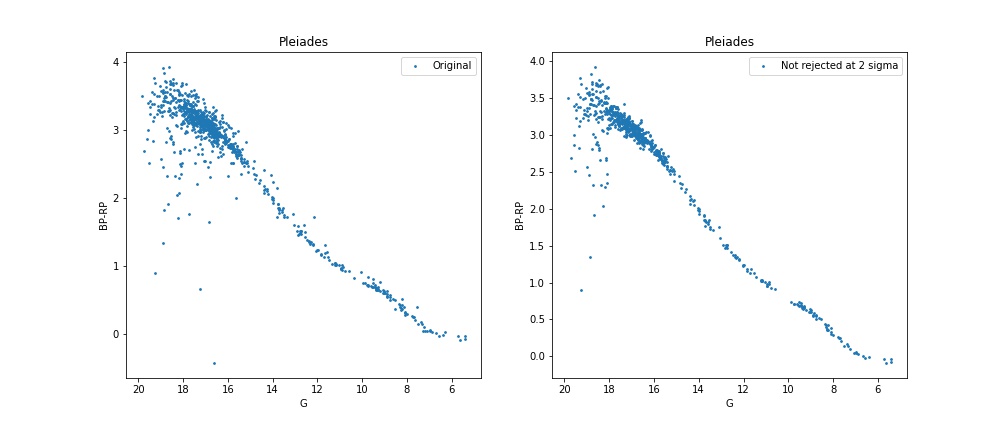 Pleiades
Original
4
3
2
1
0
BP-RP
20 18 16 14 12 10 8 6
G
Pleiades
Not rejected at 2 sigma
4.0
3.5
3.0
2.5
2.0
1.5
1.0
0.5
0.0
BP-RP
20 18 16 14 12 10 8 6
G